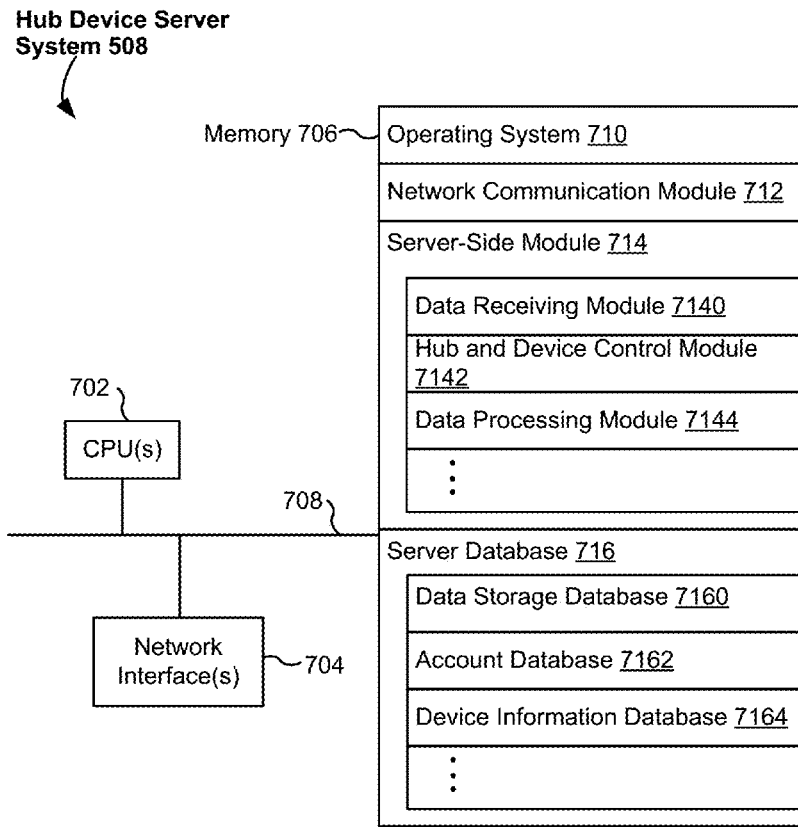 Hub Device Server
System 508
Memory 706
Operating System 710
Network Communication Module 712
Server-Side Module 714
Data Receiving Module 7140
Hub and Device Control Module
7142
Data Processing Module 7144
702
CPU(s)
708
Server Database 716
Data Storage Database 7160
Network
Interface(s)
704
Account Database 7162
Device Information Database 7164